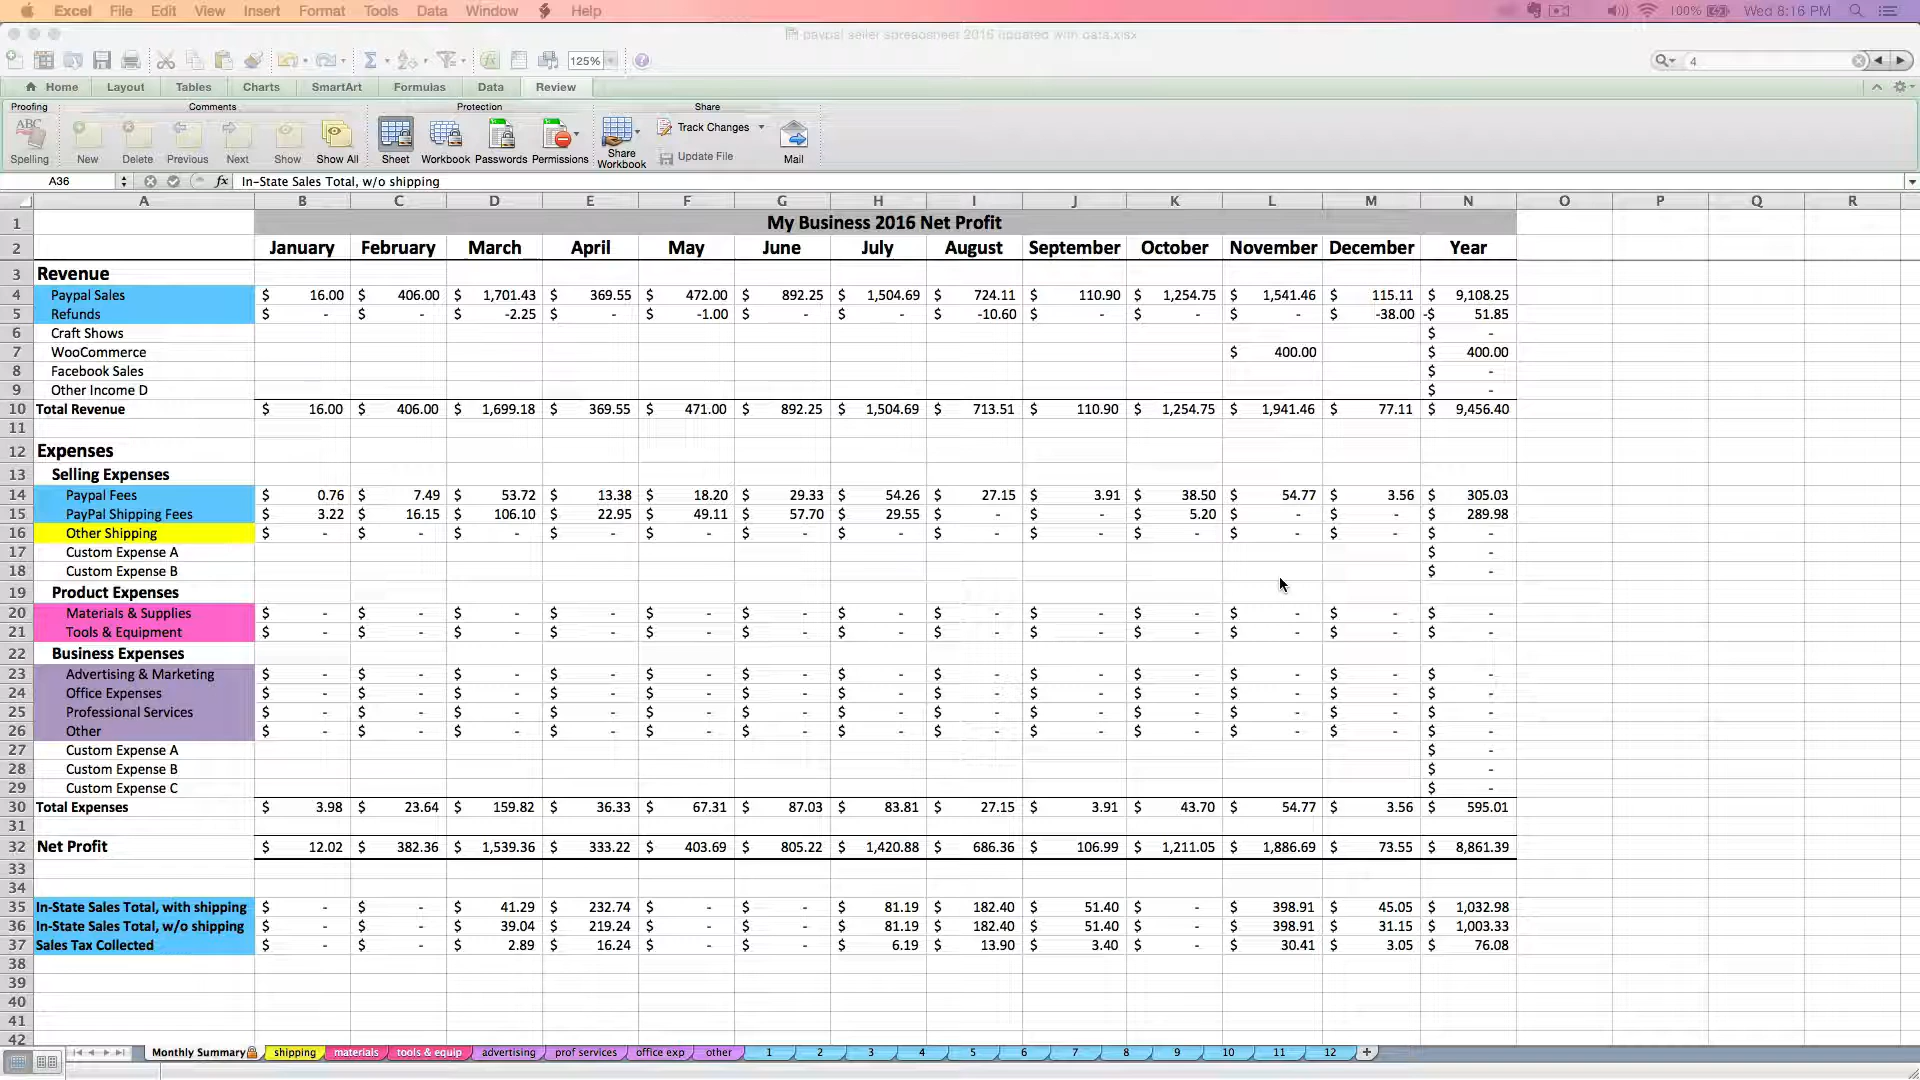 Excel File Edit View Insert Format Tools Data Window Help 100% Wed 8:16 PM
paypal seller spreadsheet 2016 updated with data.xlsx
125% 4
Home Layout Tables Charts SmartArt Formulas Data Review
Proofing Comments Protection Share
ABC Track Changes
Update File
Spelling New Delete Previous Next Show Show All Sheet Workbook Passwords Permissions Share Workbook Mail
A36 fx In-State Sales Total, w/o shipping
A B C D E F G H I J K L M N O P Q R
1 My Business 2016 Net Profit
2 January February March April May June July August September October November December Year
3 Revenue
4 Paypal Sales $ 16.00 $ 406.00 $ 1,701.43 $ 369.55 $ 472.00 $ 892.25 $ 1,504.69 $ 724.11 $ 110.90 $ 1,254.75 $ 1,541.46 $ 115.11 $ 9,108.25
5 Refunds $ - $ - $ -2.25 $ - $ -1.00 $ - $ - $ -10.60 $ - $ - $ - $ -38.00 -$ 51.85
6 Craft Shows $ -
7 WooCommerce $ 400.00 $ 400.00
8 Facebook Sales $ -
9 Other Income D $ -
10 Total Revenue $ 16.00 $ 406.00 $ 1,699.18 $ 369.55 $ 471.00 $ 892.25 $ 1,504.69 $ 713.51 $ 110.90 $ 1,254.75 $ 1,941.46 $ 77.11 $ 9,456.40
11
12 Expenses
13 Selling Expenses
14 Paypal Fees $ 0.76 $ 7.49 $ 53.72 $ 13.38 $ 18.20 $ 29.33 $ 54.26 $ 27.15 $ 3.91 $ 38.50 $ 54.77 $ 3.56 $ 305.03
15 PayPal Shipping Fees $ 3.22 $ 16.15 $ 106.10 $ 22.95 $ 49.11 $ 57.70 $ 29.55 $ - $ - $ 5.20 $ - $ - $ 289.98
16 Other Shipping $ - $ - $ - $ - $ - $ - $ - $ - $ - $ - $ - $ - $ -
17 Custom Expense A $ -
18 Custom Expense B $ -
19 Product Expenses
20 Materials & Supplies $ - $ - $ - $ - $ - $ - $ - $ - $ - $ - $ - $ - $ -
21 Tools & Equipment $ - $ - $ - $ - $ - $ - $ - $ - $ - $ - $ - $ - $ -
22 Business Expenses
23 Advertising & Marketing $ - $ - $ - $ - $ - $ - $ - $ - $ - $ - $ - $ - $ -
24 Office Expenses $ - $ - $ - $ - $ - $ - $ - $ - $ - $ - $ - $ - $ -
25 Professional Services $ - $ - $ - $ - $ - $ - $ - $ - $ - $ - $ - $ - $ -
26 Other $ - $ - $ - $ - $ - $ - $ - $ - $ - $ - $ - $ - $ -
27 Custom Expense A $ -
28 Custom Expense B $ -
29 Custom Expense C $ -
30 Total Expenses $ 3.98 $ 23.64 $ 159.82 $ 36.33 $ 67.31 $ 87.03 $ 83.81 $ 27.15 $ 3.91 $ 43.70 $ 54.77 $ 3.56 $ 595.01
31
32 Net Profit $ 12.02 $ 382.36 $ 1,539.36 $ 333.22 $ 403.69 $ 805.22 $ 1,420.88 $ 686.36 $ 106.99 $ 1,211.05 $ 1,886.69 $ 73.55 $ 8,861.39
33
34
35 In-State Sales Total, with shipping $ - $ - $ 41.29 $ 232.74 $ - $ - $ 81.19 $ 182.40 $ 51.40 $ - $ 398.91 $ 45.05 $ 1,032.98
36 In-State Sales Total, w/o shipping $ - $ - $ 39.04 $ 219.24 $ - $ - $ 81.19 $ 182.40 $ 51.40 $ - $ 398.91 $ 31.15 $ 1,003.33
37 Sales Tax Collected $ - $ - $ 2.89 $ 16.24 $ - $ - $ 6.19 $ 13.90 $ 3.40 $ - $ 30.41 $ 3.05 $ 76.08
38
39
40
41
42
Monthly Summary shipping materials tools & equip advertising prof services office exp other 1 2 3 4 5 6 7 8 9 10 11 12 +